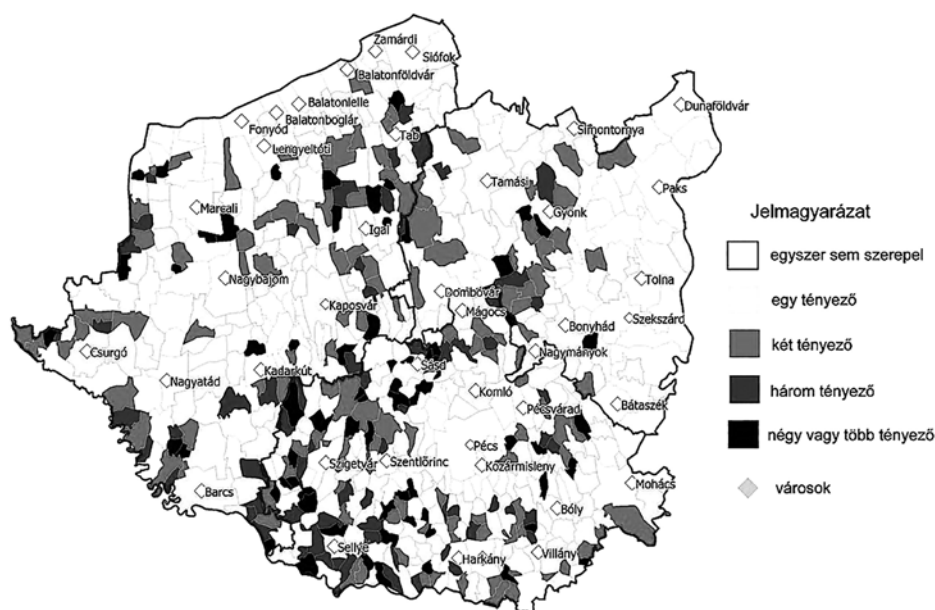 Zamárdi
Siófok
Balatonföldvár
Balatonlelle
Balatonboglár
Fonyód
Tab
Lengyeltóti
Dunaföldvár
Simontornya
Tamási
Paks
Marcali
Gyönk
Igal
Nagybajom
Dombóvár
Tolna
Kaposvár
Mágocs
Szekszárd
Bonyhád
Csurgó
Nagymányok
Sásd
Kadarkút
Nagyatád
Komló
Bátaszék
Pécsvárad
Pécs
Szigetvár
Szentlőrinc
Kozármisleny
Mohács
Barcs
Bóly
Sellye
Harkány
Villány
Jelmagyarázat
egyszer sem szerepel
egy tényező
két tényező
három tényező
négy vagy több tényező
városok